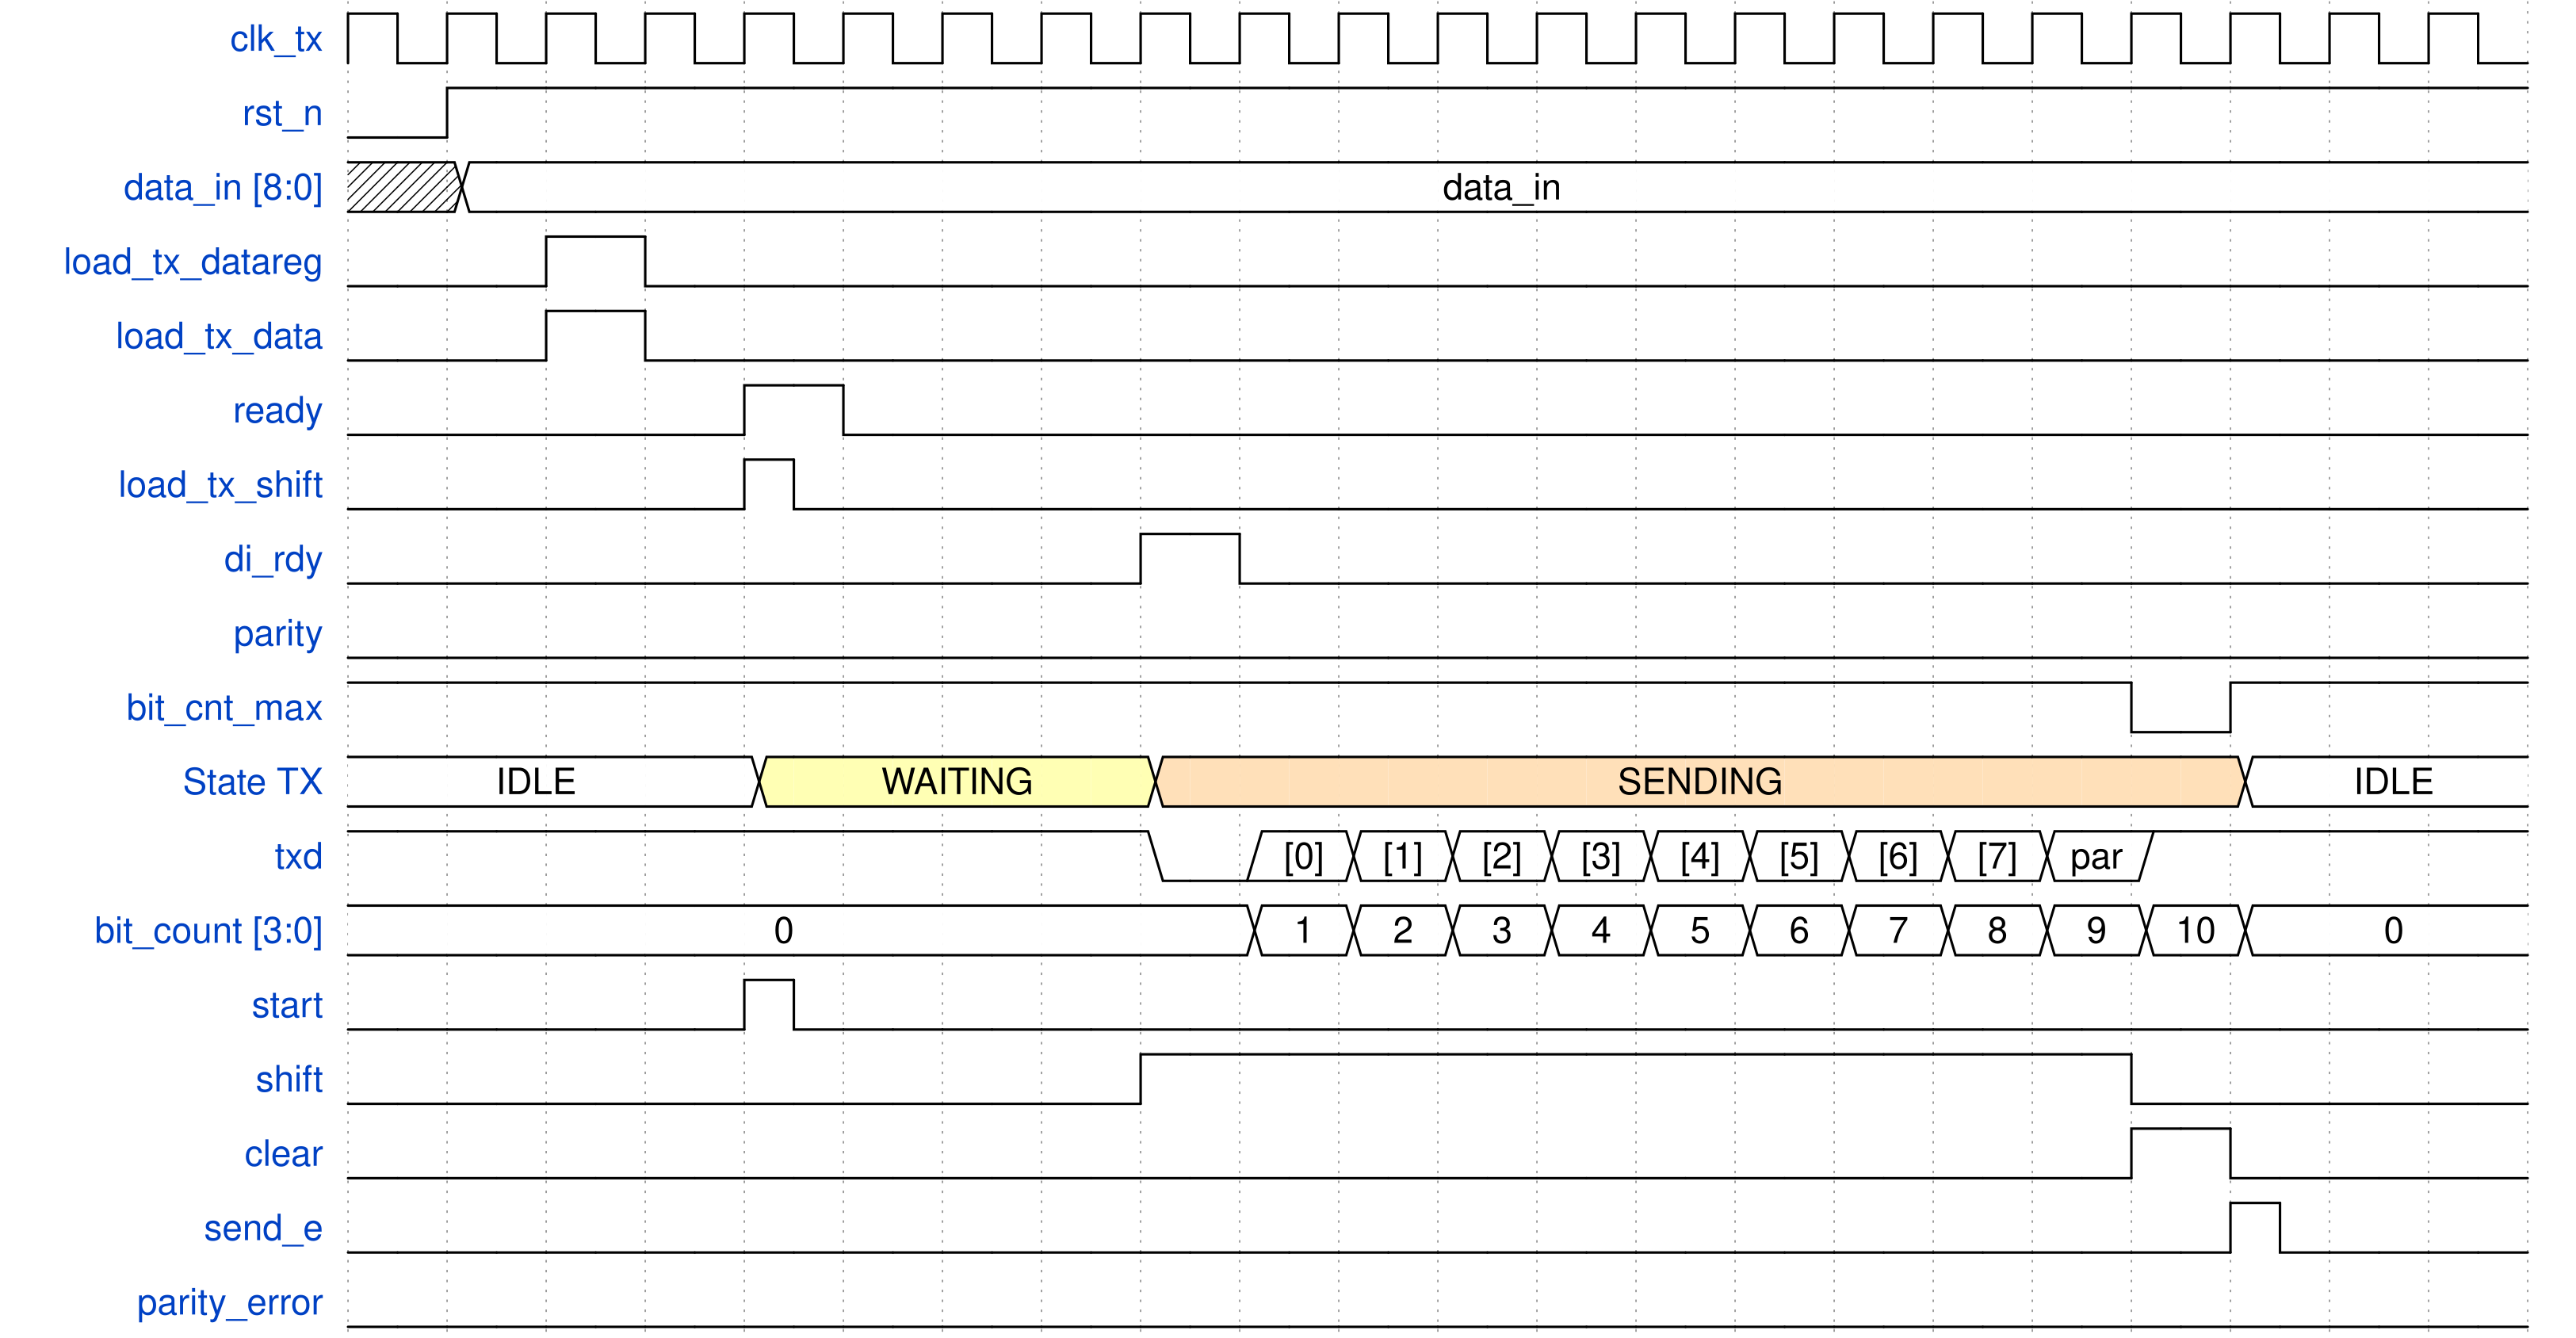 clk_tx
rst_n
data_in [8:0] data_in
load_tx_datareg
load_tx_data
ready
load_tx_shift
di_rdy
parity
bit_cnt_max
State TX IDLE WAITING SENDING IDLE
txd [0] [1] [2] [3] [4] [5] [6] [7] par
bit_count [3:0] 0 1 2 3 4 5 6 7 8 9 10 0
start
shift
clear
send_e
parity_error